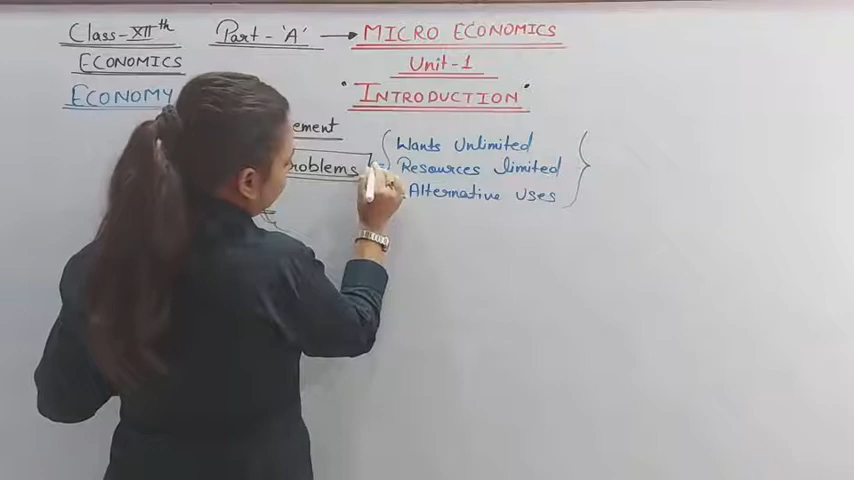 Class-XIIth Part-'A' → MICRO ECONOMICS
ECONOMICS Unit-1
ECONOMY INTRODUCTION
ement Wants Unlimited
roblems Resources limited
Alternative Uses